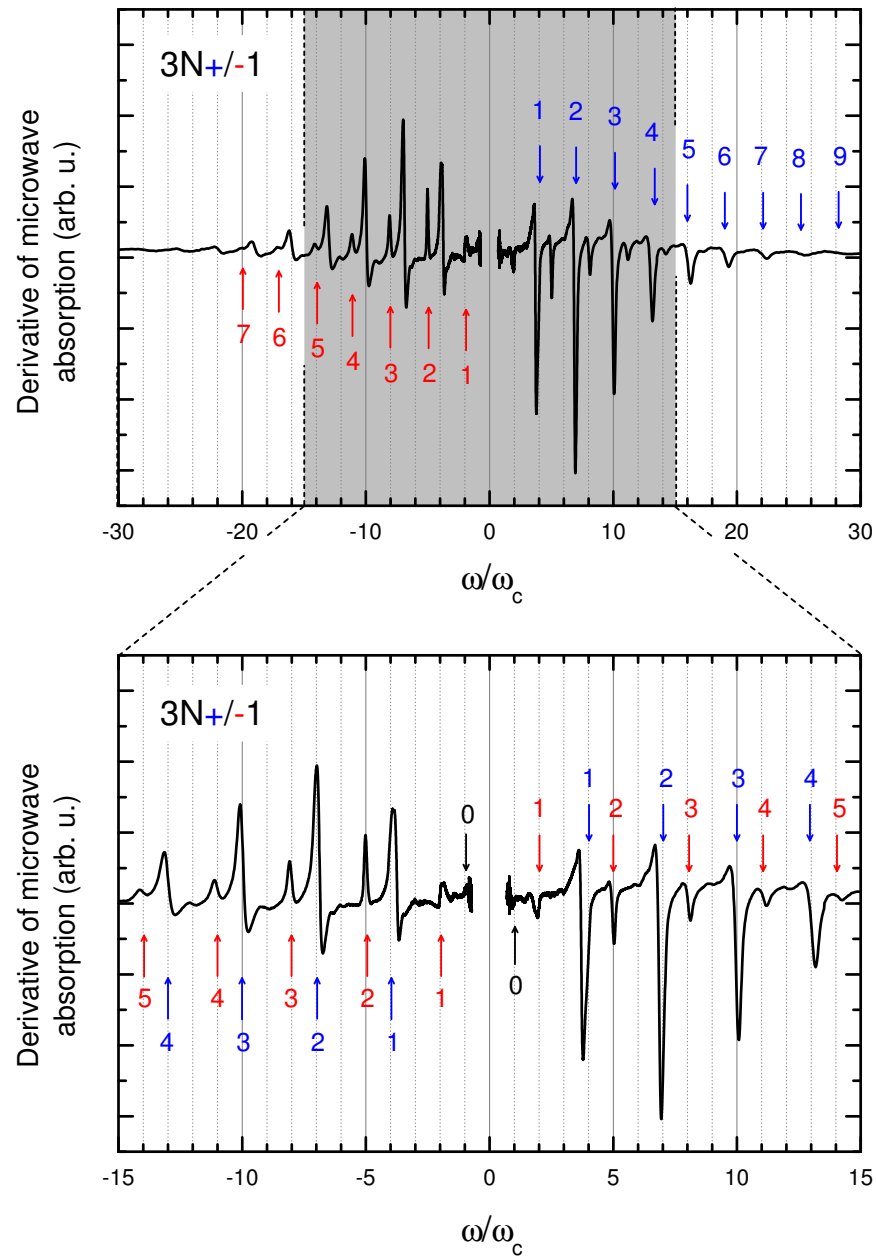 3N+/-1
Derivative of microwave
absorption (arb. u.)
1 2 3 4 5 6 7 8 9
7 6 5 4 3 2 1
-30 -20 -10 0 10 20 30
ω/ωc
3N+/-1
Derivative of microwave
absorption (arb. u.)
0 1 1 2 2 3 3 4 4 5
5 4 4 3 3 2 2 1 1 0
-15 -10 -5 0 5 10 15
ω/ωc